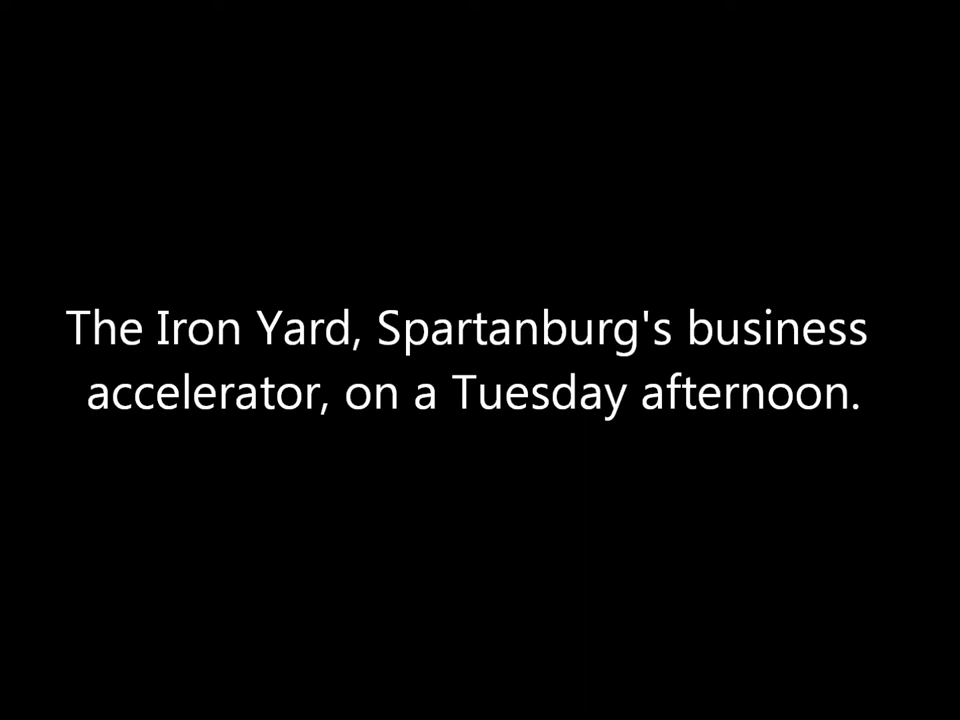 The Iron Yard, Spartanburg's business
accelerator, on a Tuesday afternoon.